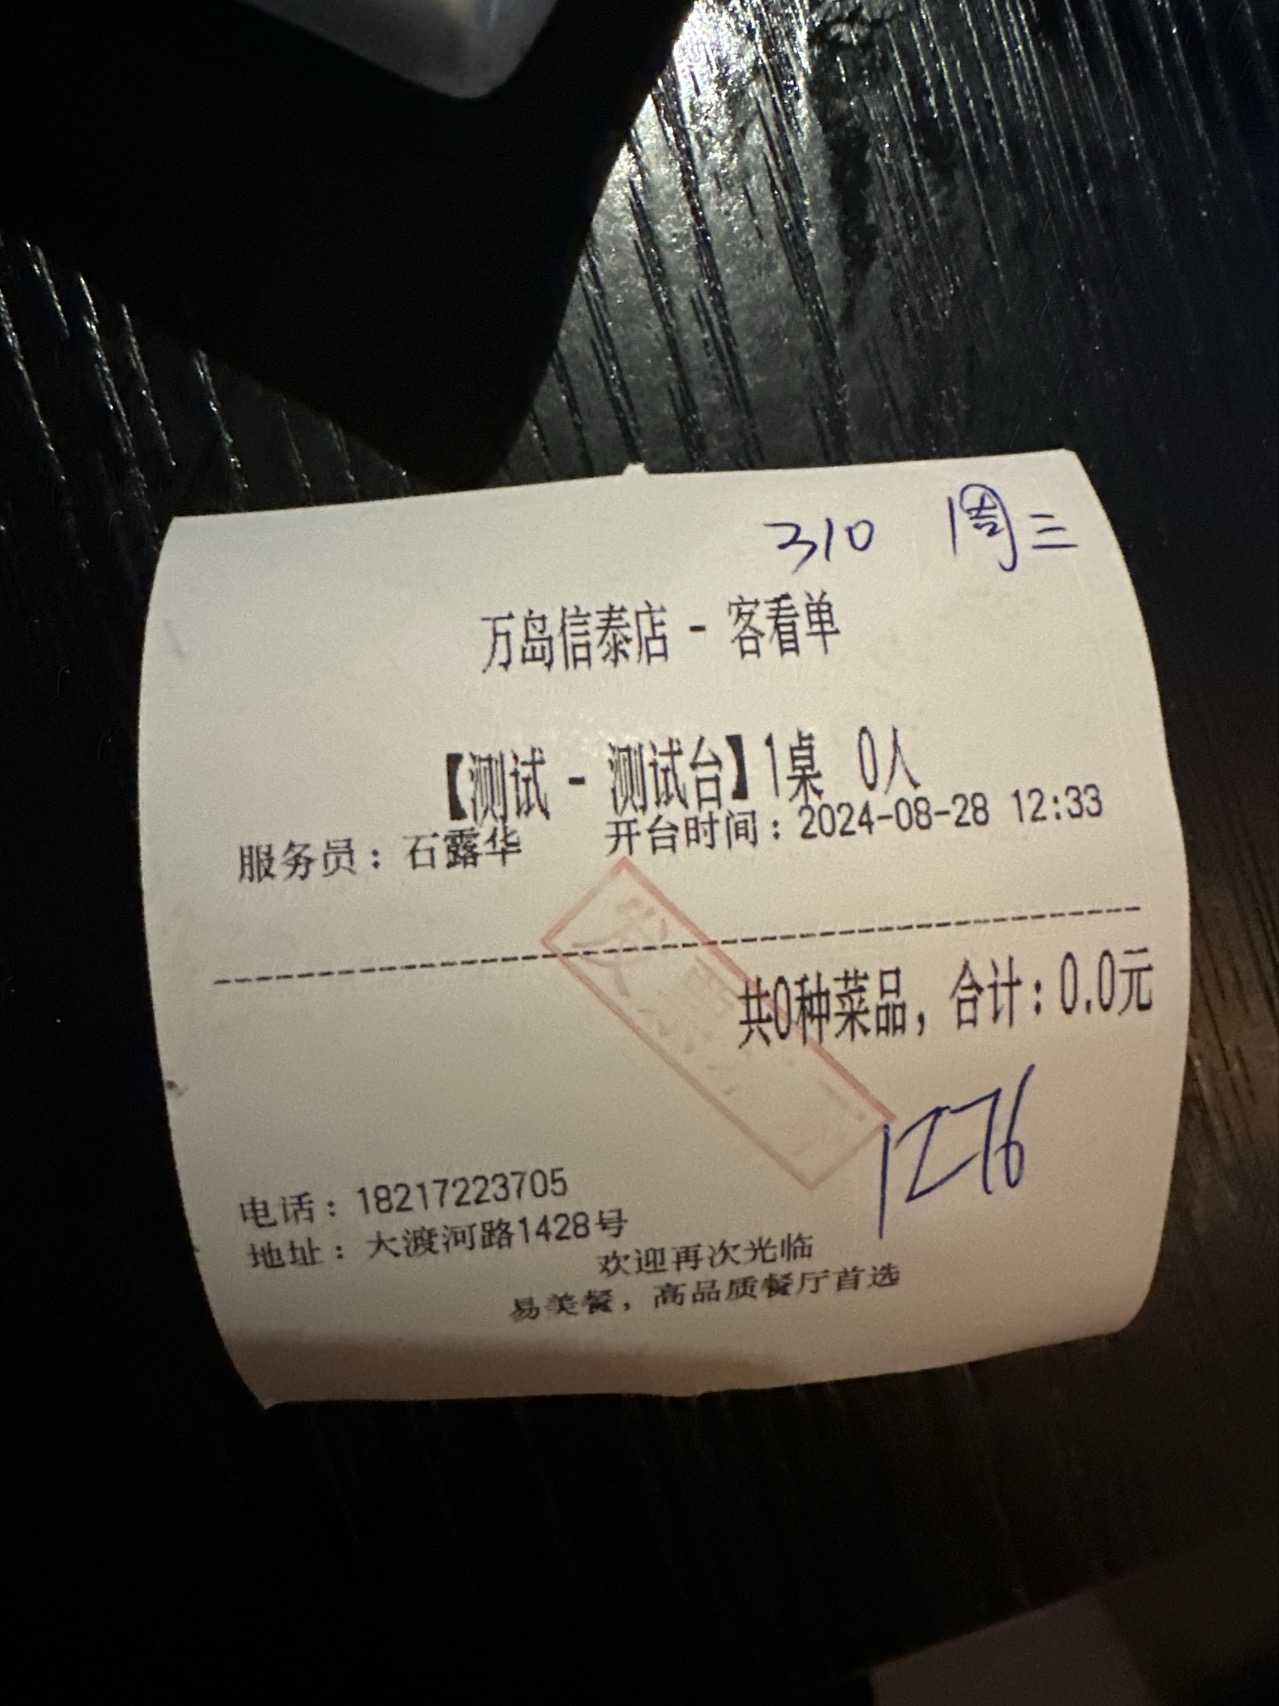 310 周三
万岛信泰店 - 客看单
【测试 - 测试台】1桌 0人
服务员：石露华 开台时间：2024-08-28 12:33
发票
共0种菜品，合计：0.0元
1276
电话：18217223705
地址：大渡河路1428号
欢迎再次光临
易美餐，高品质餐厅首选